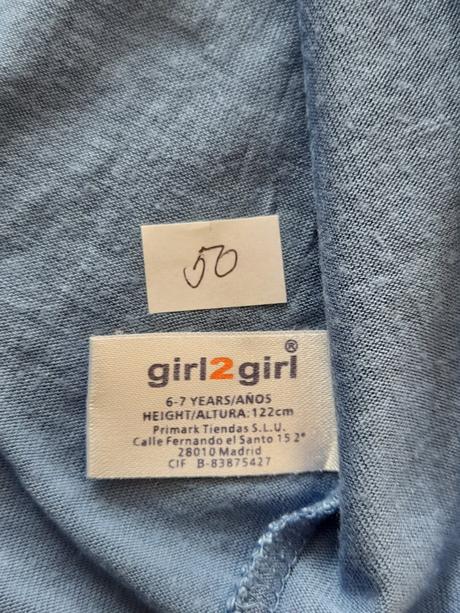 50
girl2girl®
6-7 YEARS/AÑOS
HEIGHT/ALTURA:122cm
Primark Tiendas S.L.U.
Calle Fernando el Santo 15 2º
28010 Madrid
CIF B-83875427